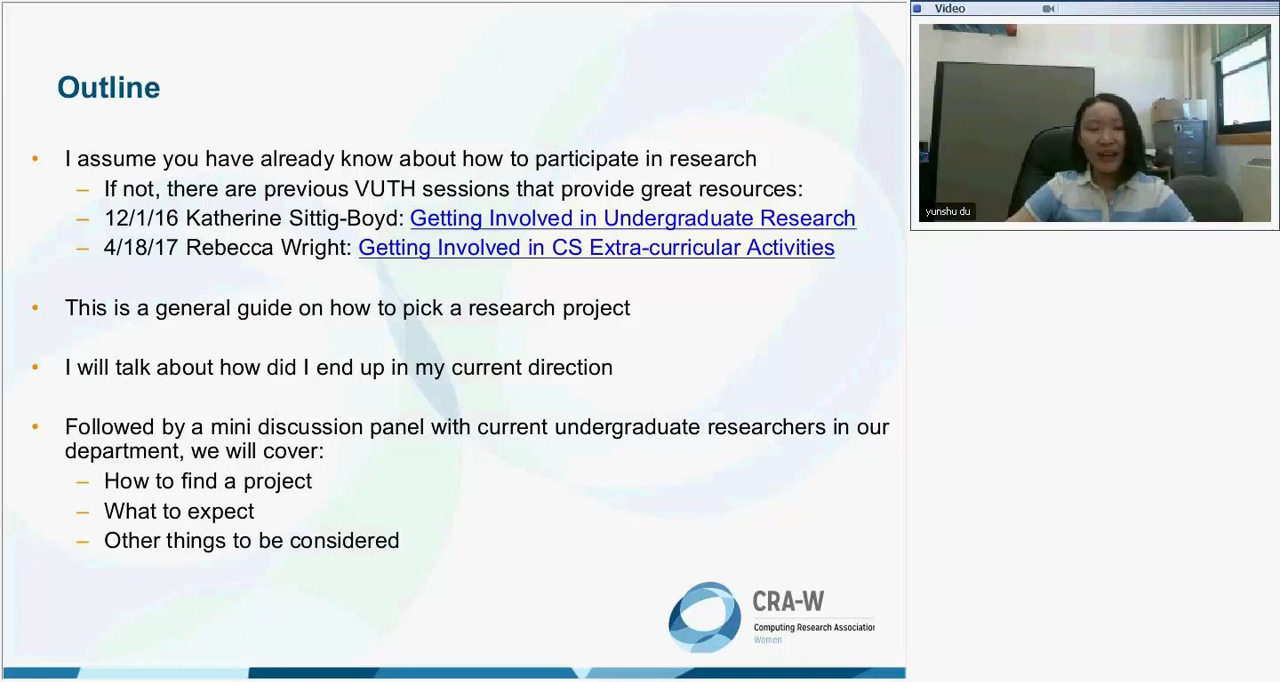 Video
Outline
• I assume you have already know about how to participate in research
– If not, there are previous VUTH sessions that provide great resources:
– 12/1/16 Katherine Sittig-Boyd: Getting Involved in Undergraduate Research
– 4/18/17 Rebecca Wright: Getting Involved in CS Extra-curricular Activities
• This is a general guide on how to pick a research project
• I will talk about how did I end up in my current direction
• Followed by a mini discussion panel with current undergraduate researchers in our
department, we will cover:
– How to find a project
– What to expect
– Other things to be considered
CRA-W
Computing Research Association
Women
yunshu du